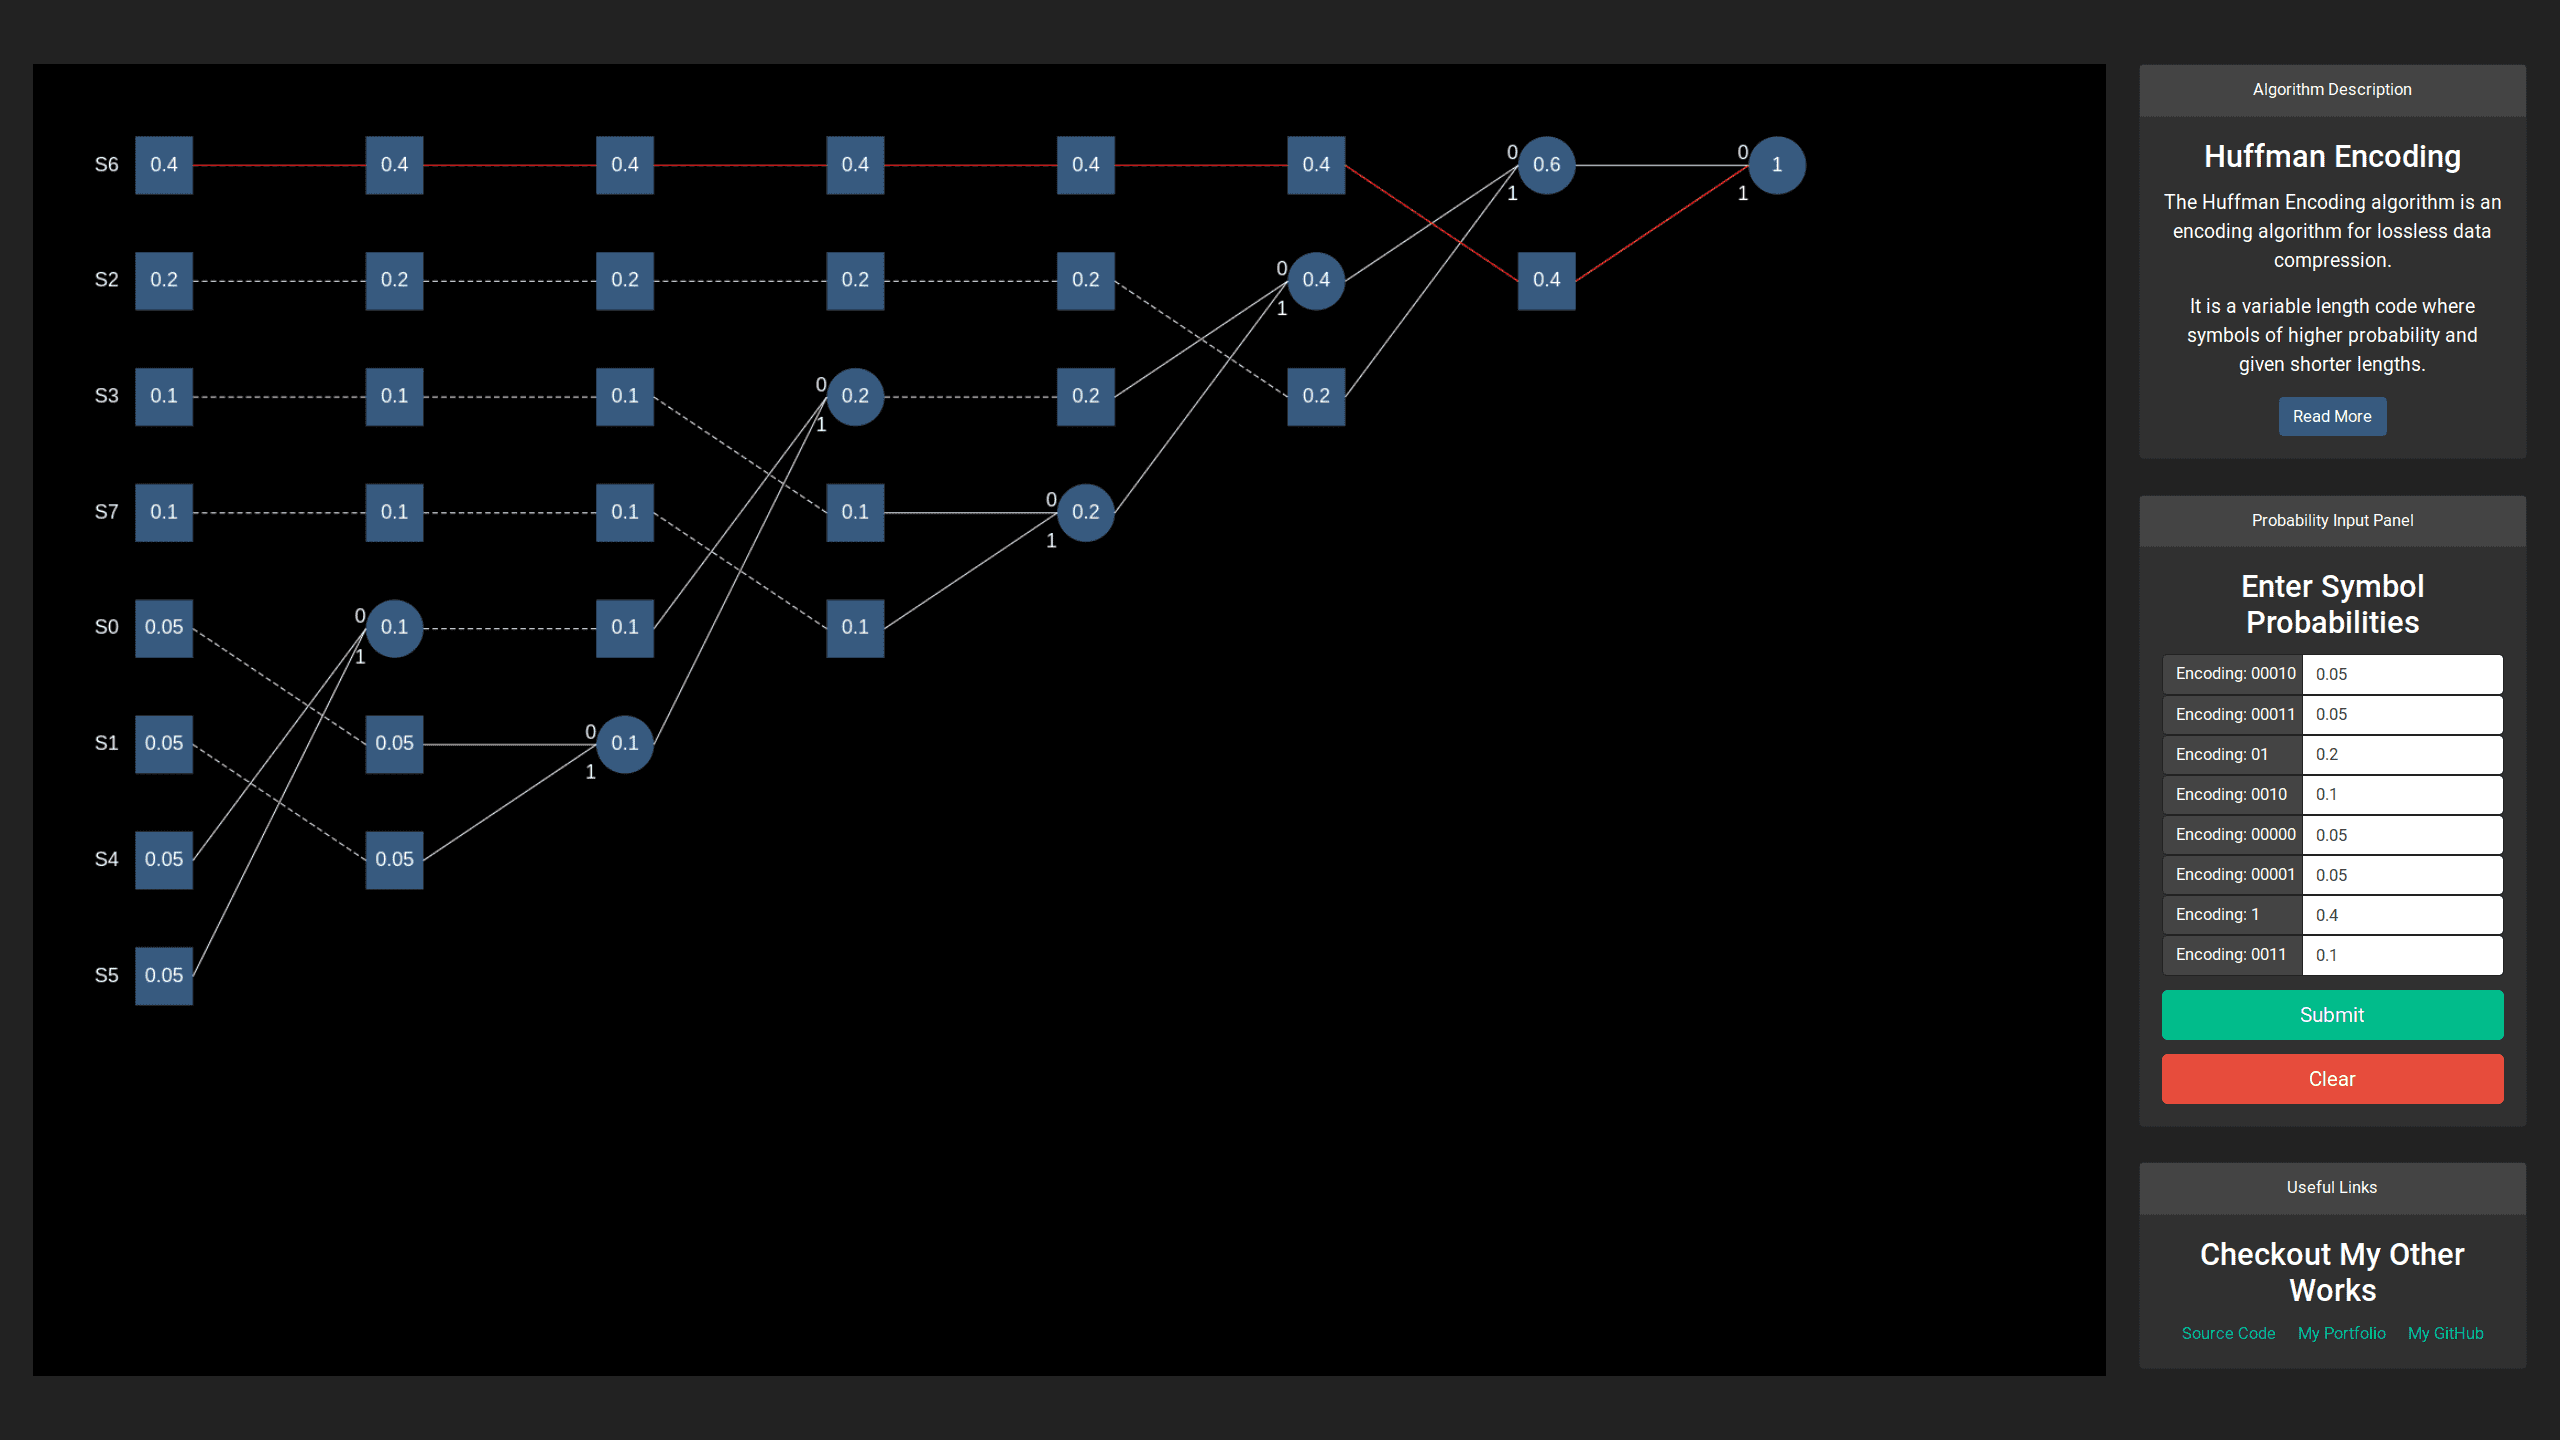 S6 0.4 0.4 0.4 0.4 0.4 0.4 0 1 0.6 0 1 1
S2 0.2 0.2 0.2 0.2 0.2 0 1 0.4 0.4
S3 0.1 0.1 0.1 0 1 0.2 0.2 0.2
S7 0.1 0.1 0.1 0.1 0 1 0.2
S0 0.05 0 1 0.1 0.1 0.1
S1 0.05 0.05 0 1 0.1
S4 0.05 0.05
S5 0.05
Algorithm Description
Huffman Encoding
The Huffman Encoding algorithm is an
encoding algorithm for lossless data
compression.
It is a variable length code where
symbols of higher probability and
given shorter lengths.
Read More
Probability Input Panel
Enter Symbol
Probabilities
Encoding: 00010 0.05
Encoding: 00011 0.05
Encoding: 01 0.2
Encoding: 0010 0.1
Encoding: 00000 0.05
Encoding: 00001 0.05
Encoding: 1 0.4
Encoding: 0011 0.1
Submit
Clear
Useful Links
Checkout My Other
Works
Source Code My Portfolio My GitHub